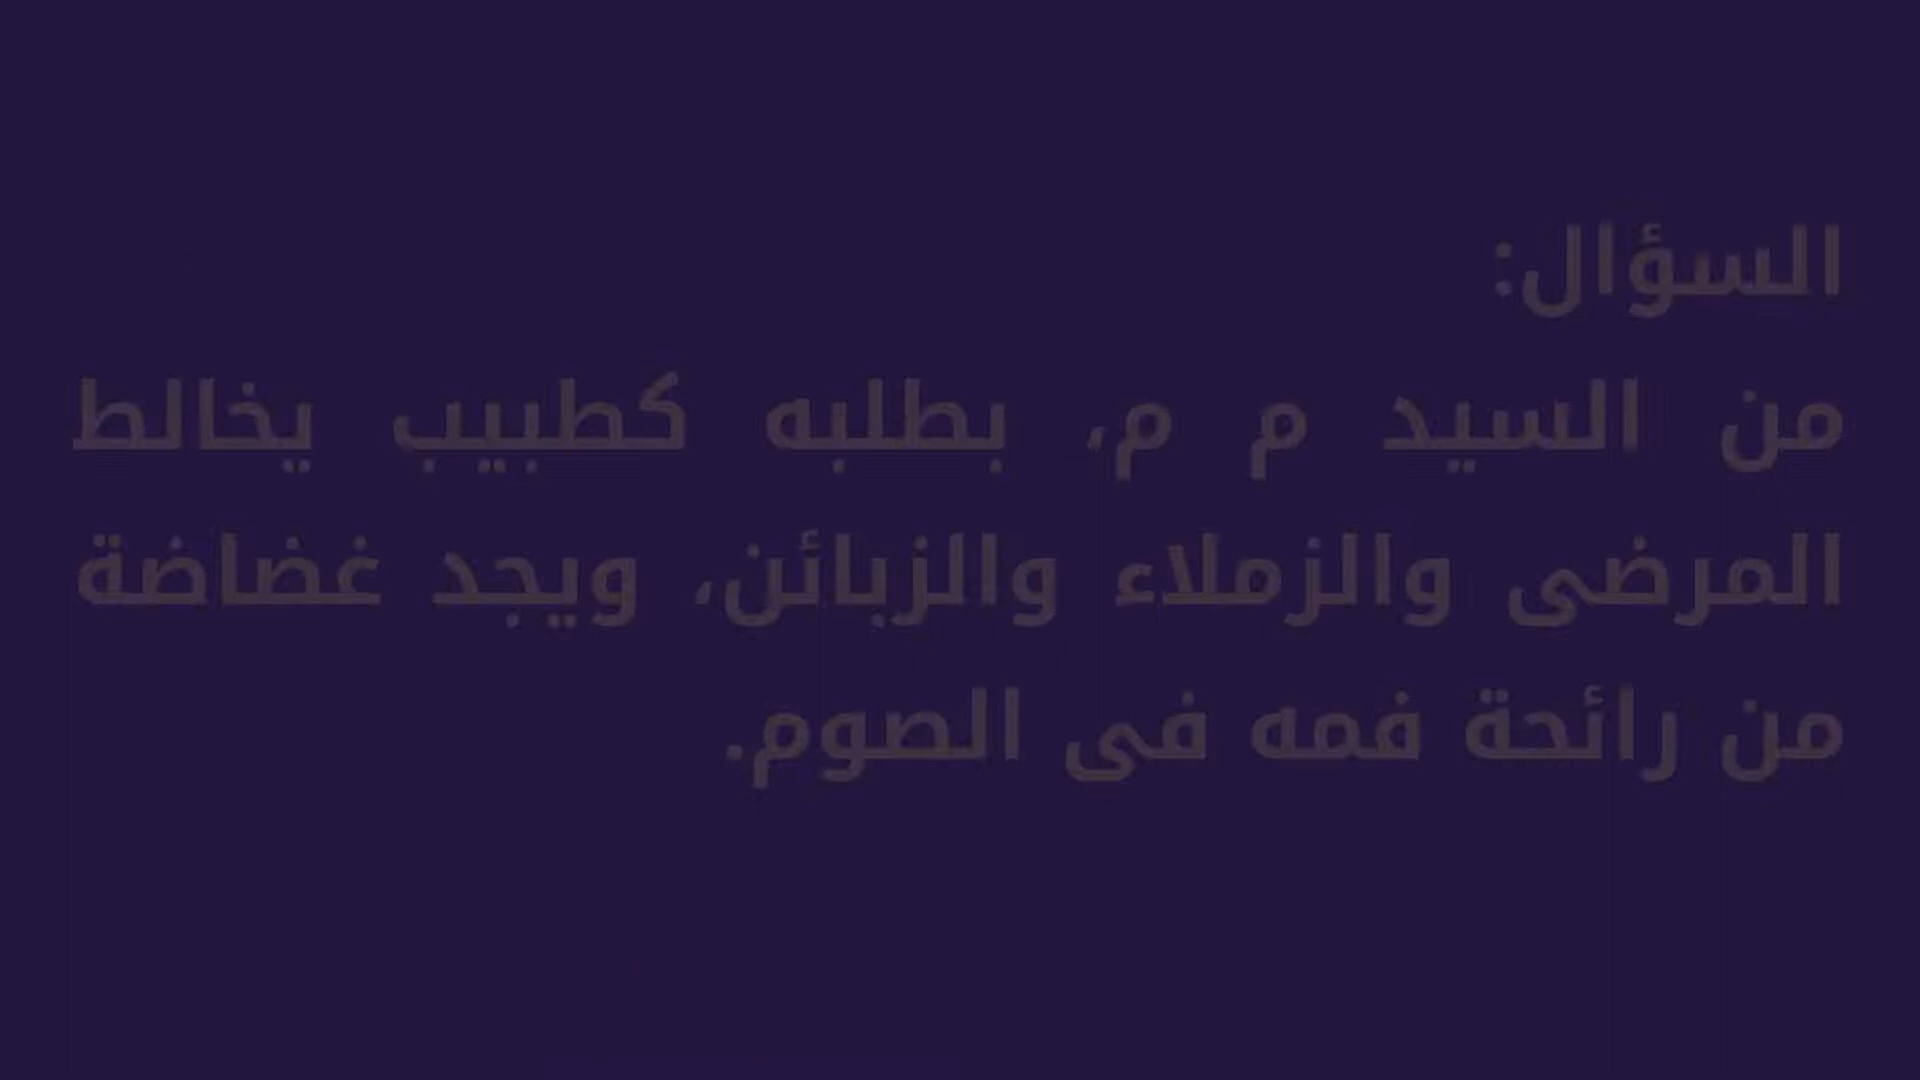 السؤال:
من السيد م م، بطلبه كطبيب يخالط
المرضى والزملاء والزبائن، ويجد غضاضة
من رائحة فمه فى الصوم.